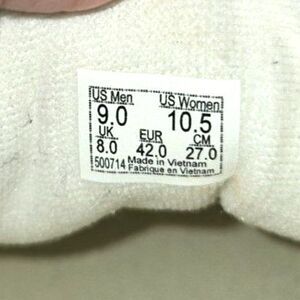 US Men US Women
9.0 10.5
UK EUR CM
8.0 42.0 27.0
500714 Made in Vietnam
Fabrique en Vietnam